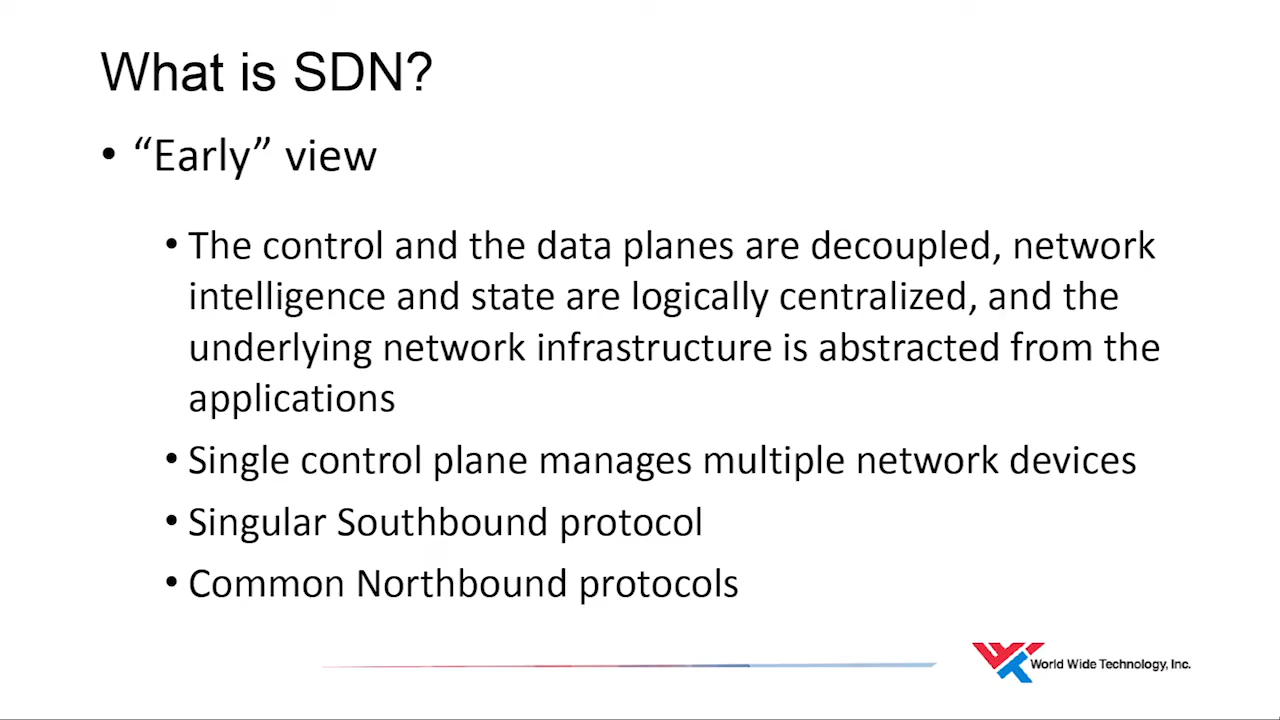 What is SDN?
• “Early” view
• The control and the data planes are decoupled, network
intelligence and state are logically centralized, and the
underlying network infrastructure is abstracted from the
applications
• Single control plane manages multiple network devices
• Singular Southbound protocol
• Common Northbound protocols
World Wide Technology, Inc.